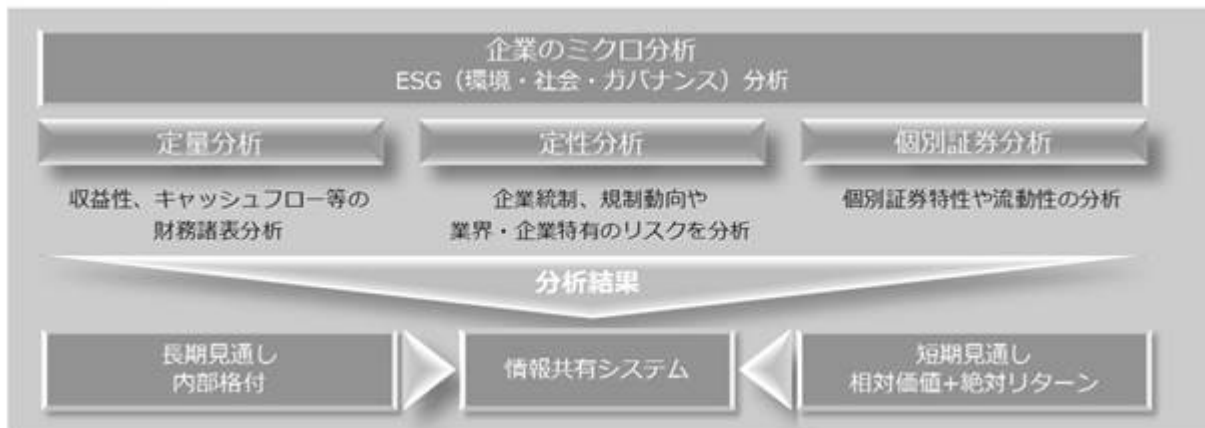 企業のミクロ分析
ESG（環境・社会・ガバナンス）分析
定量分析
定性分析
個別証券分析
収益性、キャッシュフロー等の
財務諸表分析
企業統制、規制動向や
業界・企業特有のリスクを分析
個別証券特性や流動性の分析
分析結果
長期見通し
内部格付
情報共有システム
短期見通し
相対価値+絶対リターン